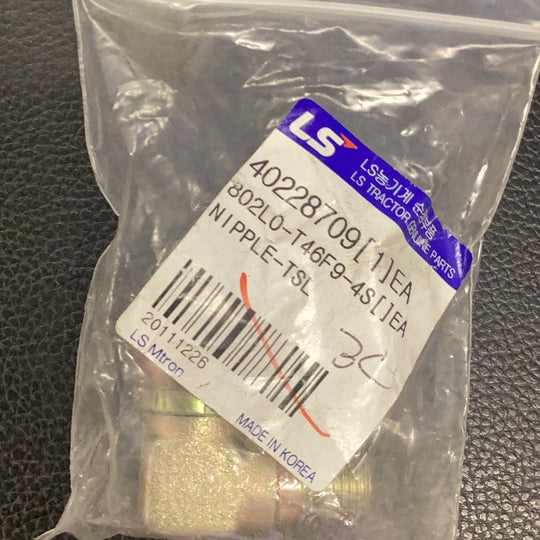 LS
LS농기계 순정부품
LS TRACTOR GENUINE PARTS
40228709[1]EA
802L0-T46F9-4S[]EA
NIPPLE-TSL
20111226
LS Mtron
MADE IN KOREA